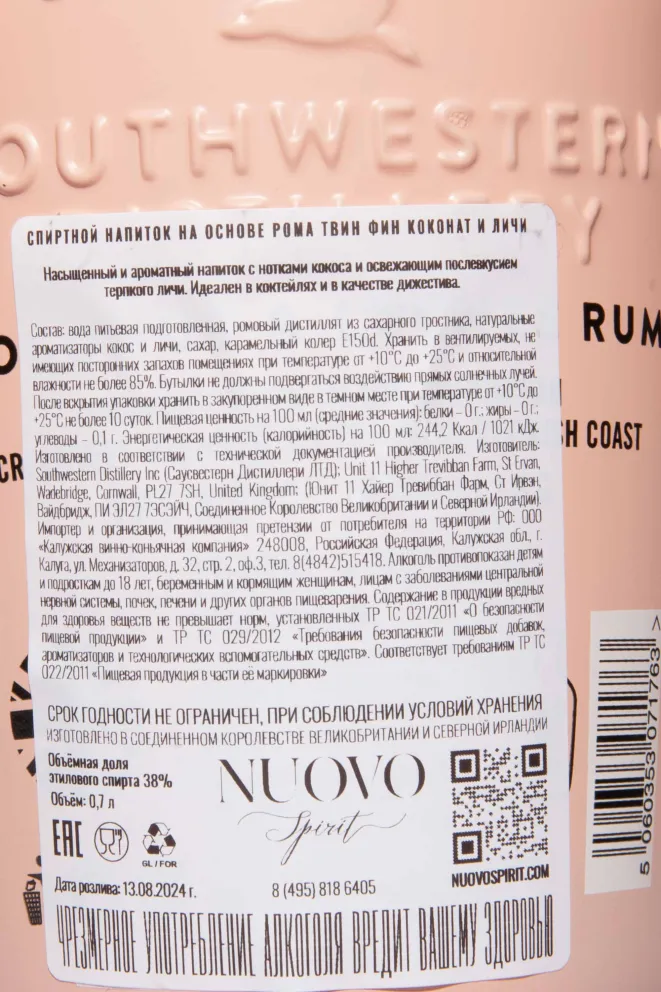 OUTHWESTERN
СПИРТНОЙ НАПИТОК НА ОСНОВЕ РОМА ТВИН ФИН КОКОНАТ И ЛИЧИ
Насыщенный и ароматный напиток с нотками кокоса и освежающим послевкусием
терпкого личи. Идеален в коктейлях и в качестве дижестива.
Состав: вода питьевая подготовленная, ромовый дистиллят из сахарного тростника, натуральные
ароматизаторы кокос и личи, сахар, карамельный колер E150d. Хранить в вентилируемых, не
имеющих посторонних запахов помещениях при температуре от +10°С до +25°С и относительной
влажности не более 85%. Бутылки не должны подвергаться воздействию прямых солнечных лучей.
После вскрытия упаковки хранить в закупоренном виде в темном месте при температуре от +10°С до
+25°С не более 10 суток. Пищевая ценность на 100 мл (средние значения): белки – 0 г.; жиры – 0 г.;
углеводы – 0,1 г. Энергетическая ценность (калорийность) на 100 мл: 244,2 Ккал / 1021 кДж.
Изготовлено в соответствии с технической документацией производителя. Изготовитель:
Southwestern Distillery Inc (Саусвестерн Дистиллери ЛТД): Unit 11 Higher Trevibban Farm, St Ervan,
Wadebridge, Cornwall, PL27 7SH, United Kingdom; (Юнит 11 Хайер Тревиббан Фарм, Ст Ирвэн,
Вайдбридж, ПИ ЭЛ27 7ЭСЭЙЧ, Соединенное Королевство Великобритании и Северной Ирландии).
Импортер и организация, принимающая претензии от потребителя на территории РФ: ООО
«Калужская винно-коньячная компания» 248008, Российская Федерация, Калужская обл., г.
Калуга, ул. Механизаторов, д. 32, стр. 2, оф.3, тел. 8(4842)515418. Алкоголь противопоказан детям
и подросткам до 18 лет, беременным и кормящим женщинам, лицам с заболеваниями центральной
нервной системы, почек, печени и других органов пищеварения. Содержание в продукции вредных
для здоровья веществ не превышает норм, установленных ТР ТС 021/2011 «О безопасности
пищевой продукции» и ТР ТС 029/2012 «Требования безопасности пищевых добавок,
ароматизаторов и технологических вспомогательных средств». Соответствует требованиям ТР ТС
022/2011 «Пищевая продукция в части её маркировки»
СРОК ГОДНОСТИ НЕ ОГРАНИЧЕН, ПРИ СОБЛЮДЕНИИ УСЛОВИЙ ХРАНЕНИЯ
ИЗГОТОВЛЕНО В СОЕДИНЕННОМ КОРОЛЕВСТВЕ ВЕЛИКОБРИТАНИИ И СЕВЕРНОЙ ИРЛАНДИИ
Объёмная доля
этилового спирта 38%
Объём: 0,7 л
NUOVO
Spirit
EAC
GL / FOR
NUOVOSPIRIT.COM
Дата розлива: 13.08.2024 г.
8 (495) 818 6405
ЧРЕЗМЕРНОЕ УПОТРЕБЛЕНИЕ АЛКОГОЛЯ ВРЕДИТ ВАШЕМУ ЗДОРОВЬЮ
RUM
SH COAST
CR
5 060353 071763 >